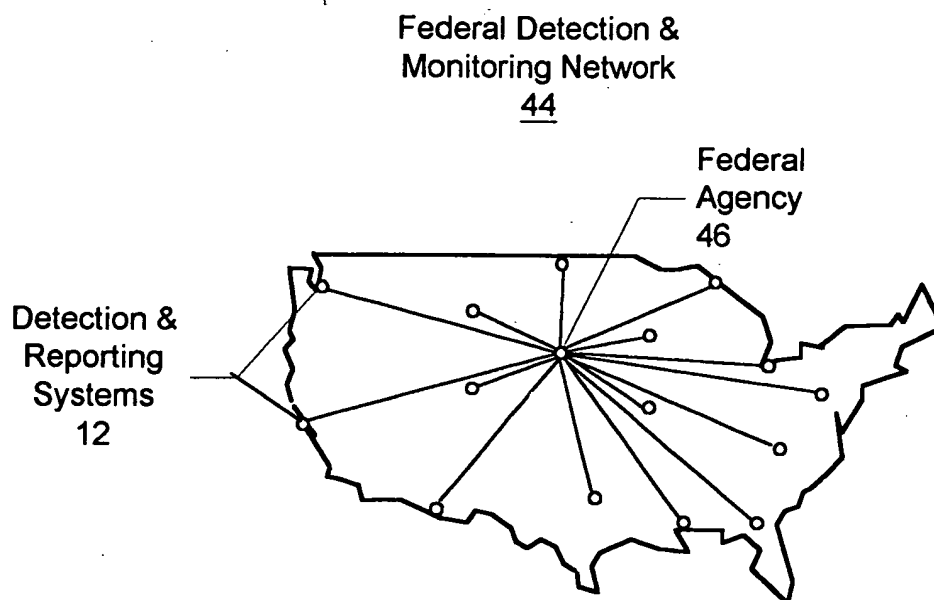 Federal Detection &
Monitoring Network
44
Federal
Agency
46
Detection &
Reporting
Systems
12